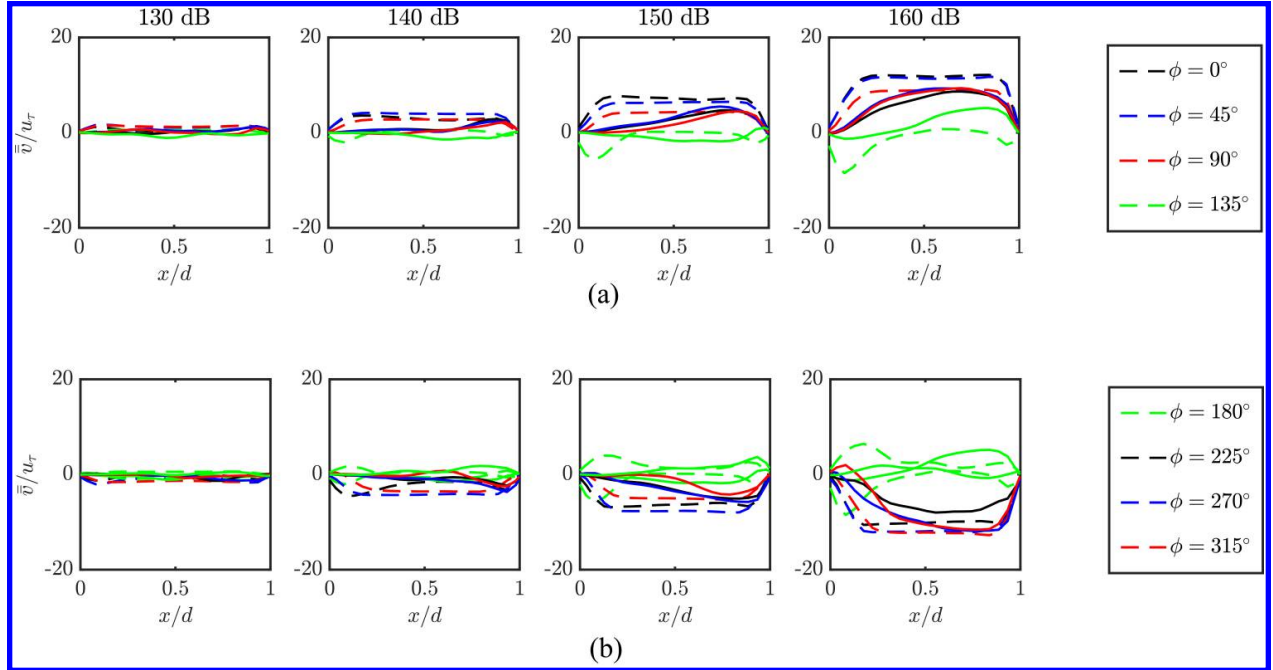 130 dB 140 dB 150 dB 160 dB
20 20 20 20
0 0 0 0
-20 -20 -20 -20
v̿/u_τ
0 0.5 1 0 0.5 1 0 0.5 1 0 0.5 1
x/d x/d x/d x/d
ϕ = 0°
ϕ = 45°
ϕ = 90°
ϕ = 135°
(a)
20 20 20 20
0 0 0 0
-20 -20 -20 -20
v̿/u_τ
0 0.5 1 0 0.5 1 0 0.5 1 0 0.5 1
x/d x/d x/d x/d
ϕ = 180°
ϕ = 225°
ϕ = 270°
ϕ = 315°
(b)